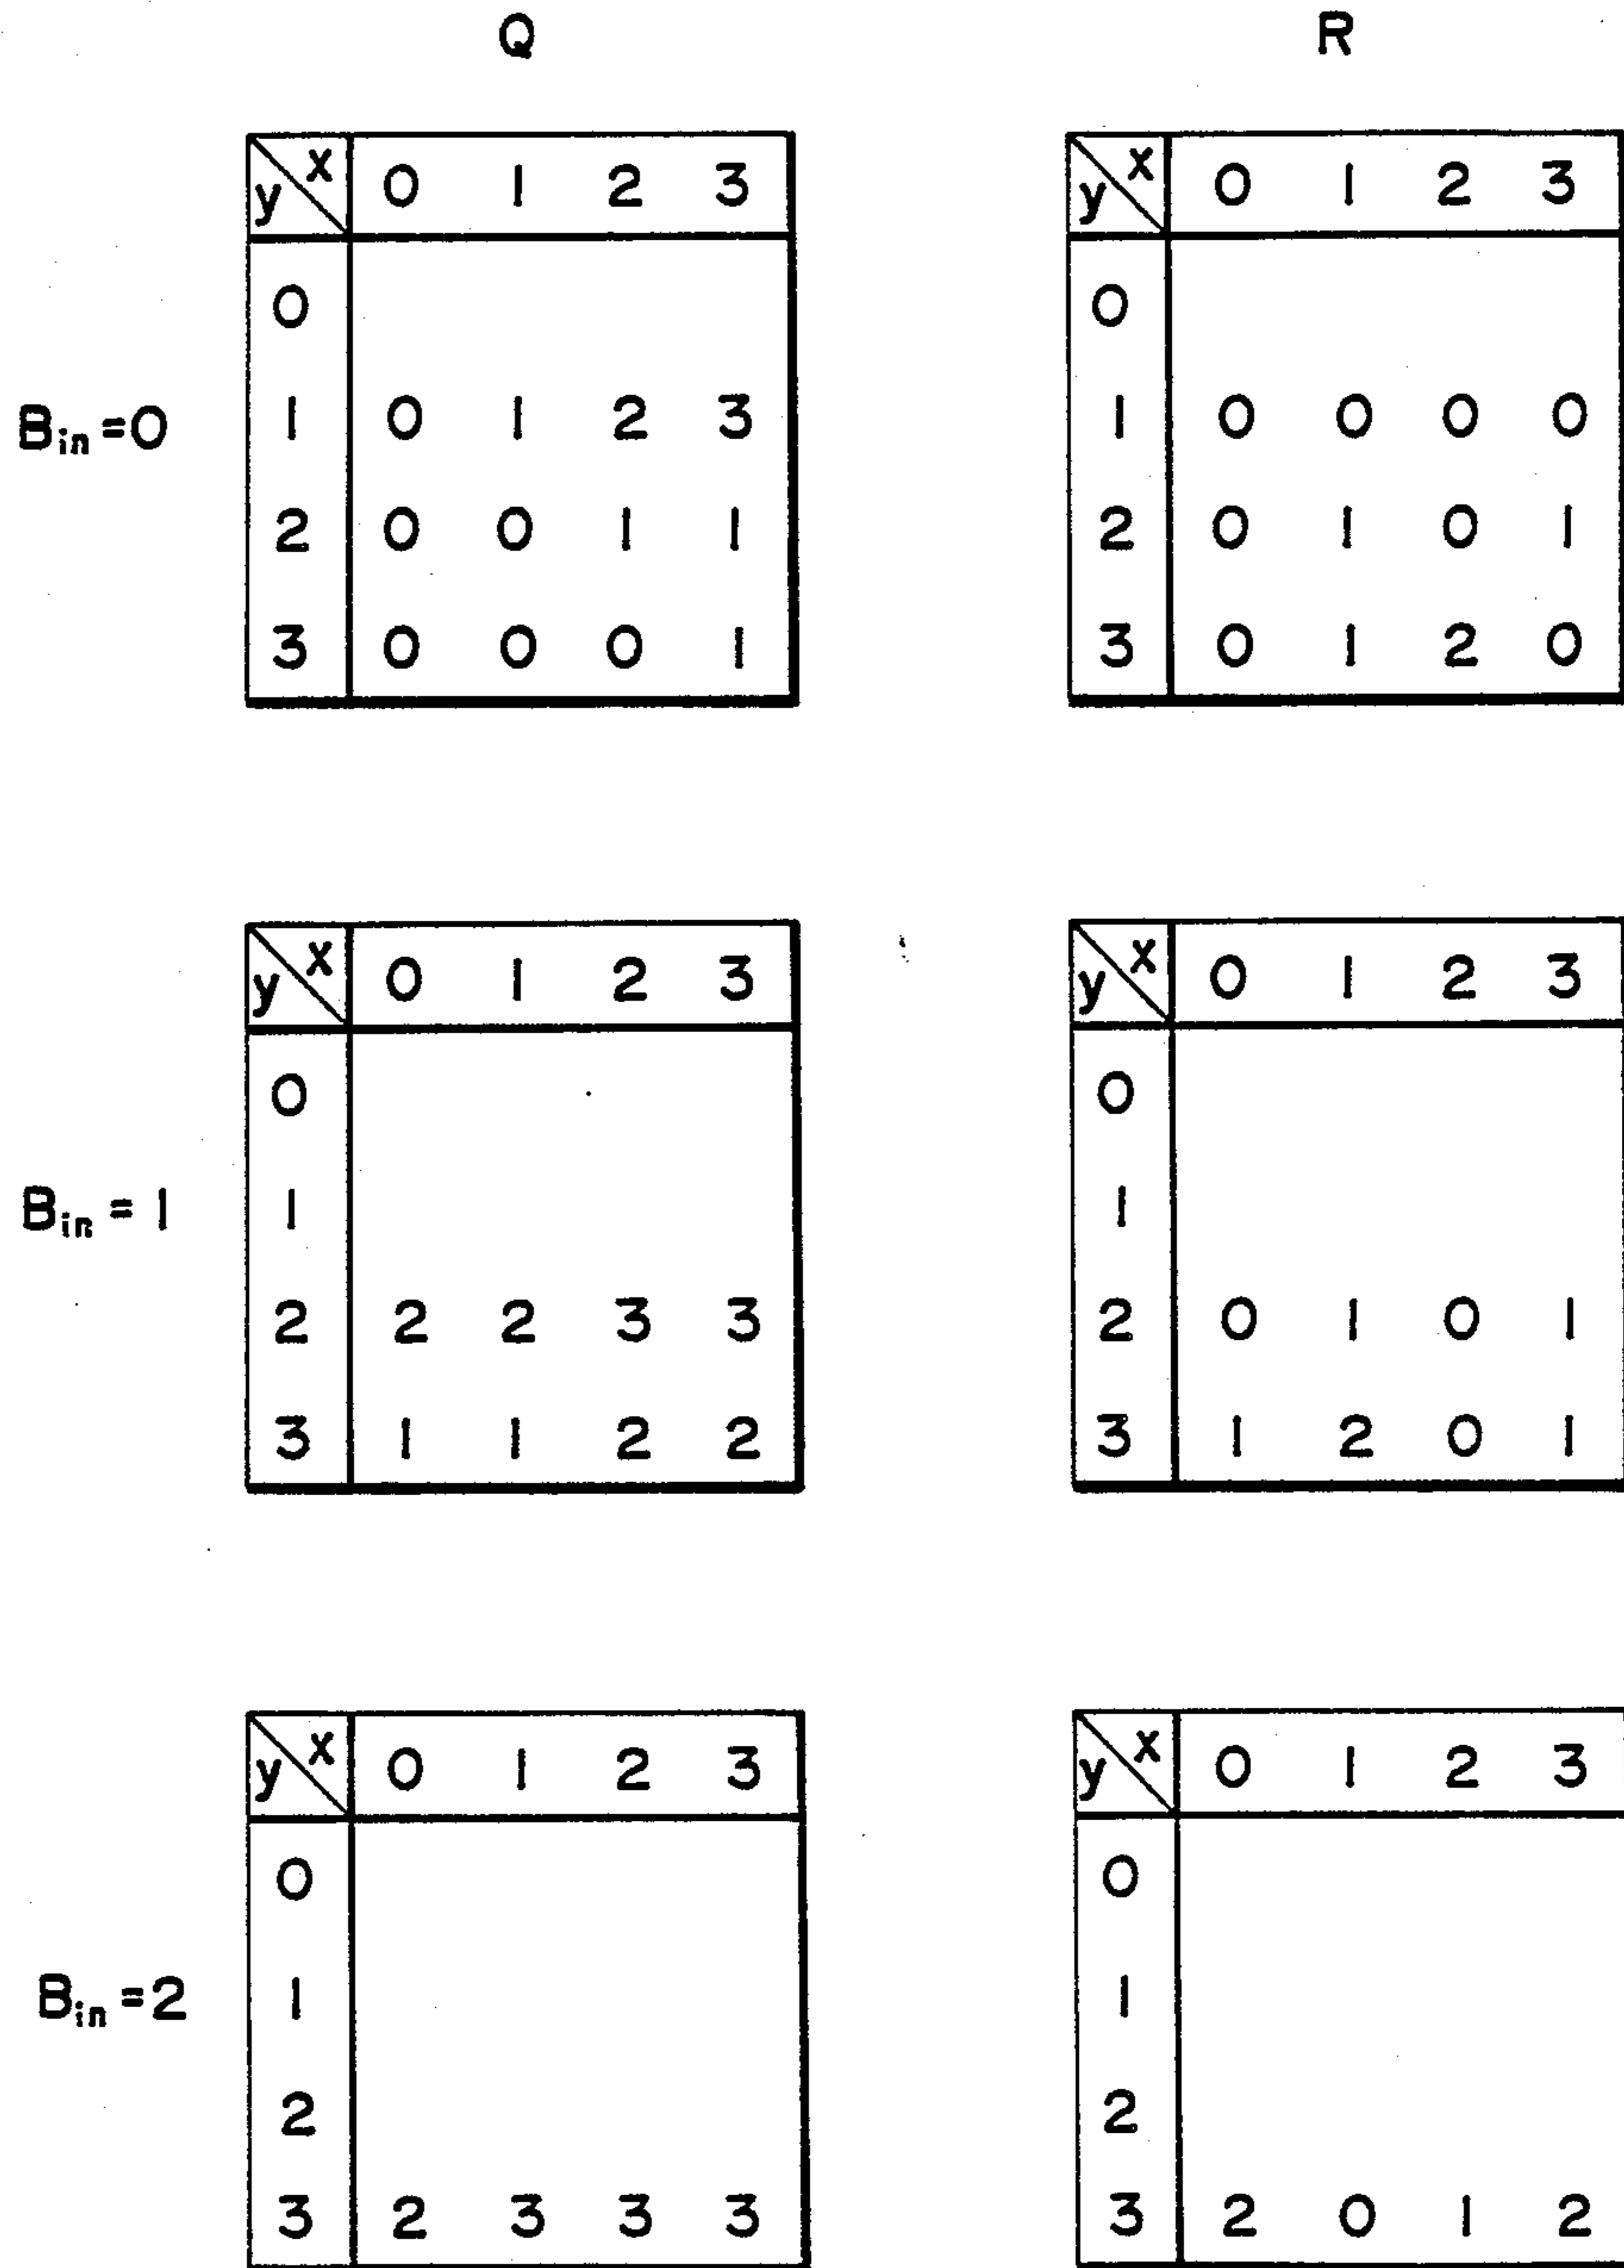 Q R
y x 0 1 2 3 y x 0 1 2 3
0 0
Bin=0 1 0 1 2 3 1 0 0 0 0
2 0 0 1 1 2 0 1 0 1
3 0 0 0 1 3 0 1 2 0
y x 0 1 2 3 y x 0 1 2 3
0 0
Bin=1 1 1
2 2 2 3 3 2 0 1 0 1
3 1 1 2 2 3 1 2 0 1
y x 0 1 2 3 y x 0 1 2 3
0 0
Bin=2 1 1
2 2
3 2 3 3 3 3 2 0 1 2